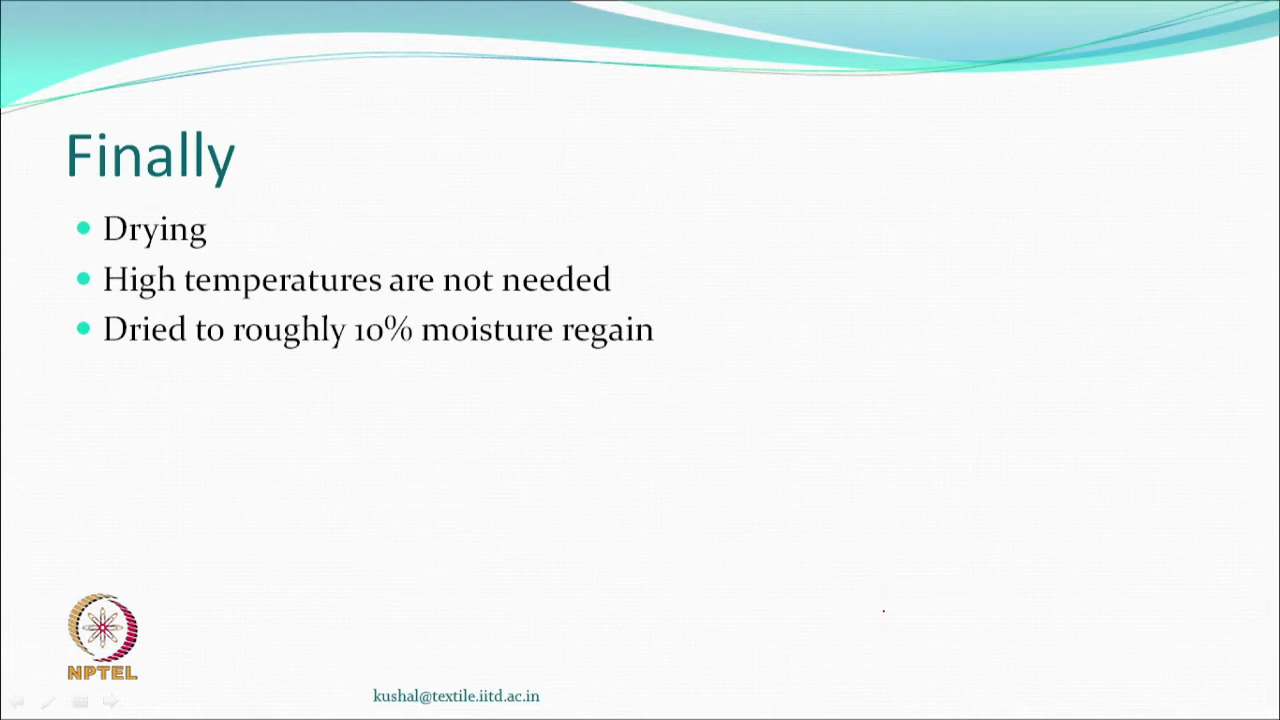 Finally
Drying
High temperatures are not needed
Dried to roughly 10% moisture regain
NPTEL
kushal@textile.iitd.ac.in